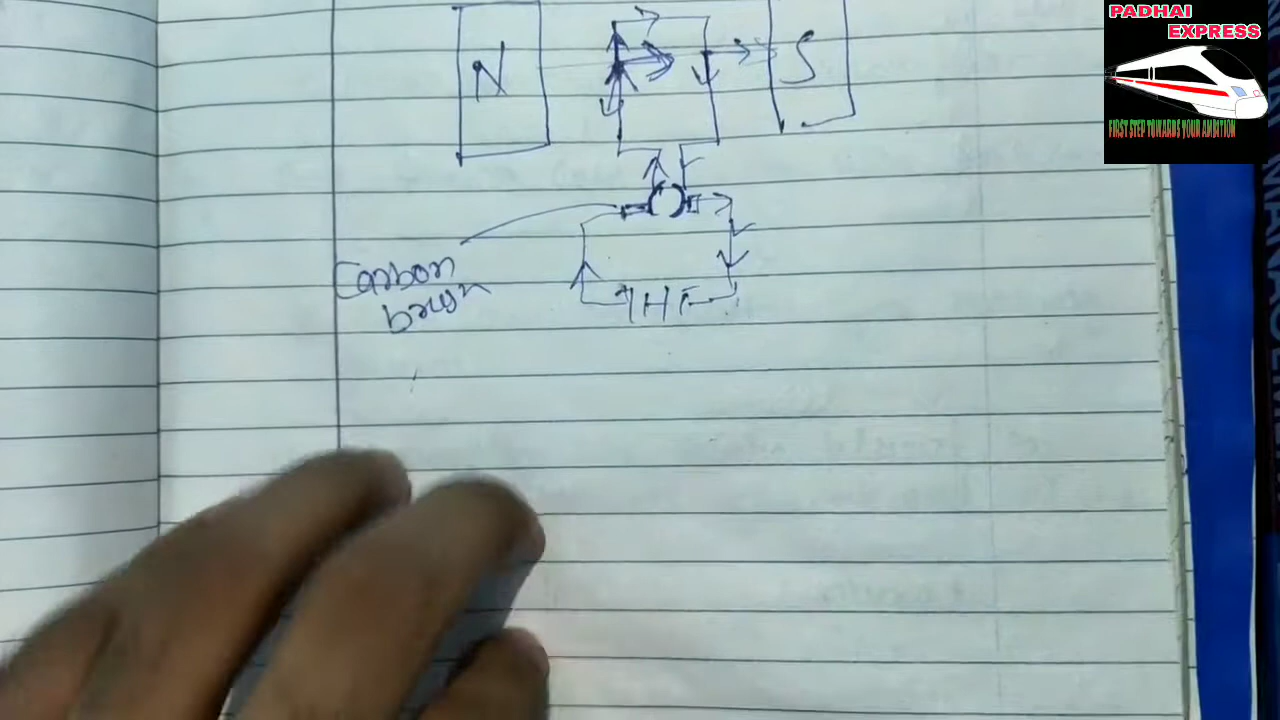 PADHAI
EXPRESS
FIRST STEP TOWARDS YOUR AMBITION
N
S
Carbon
brush